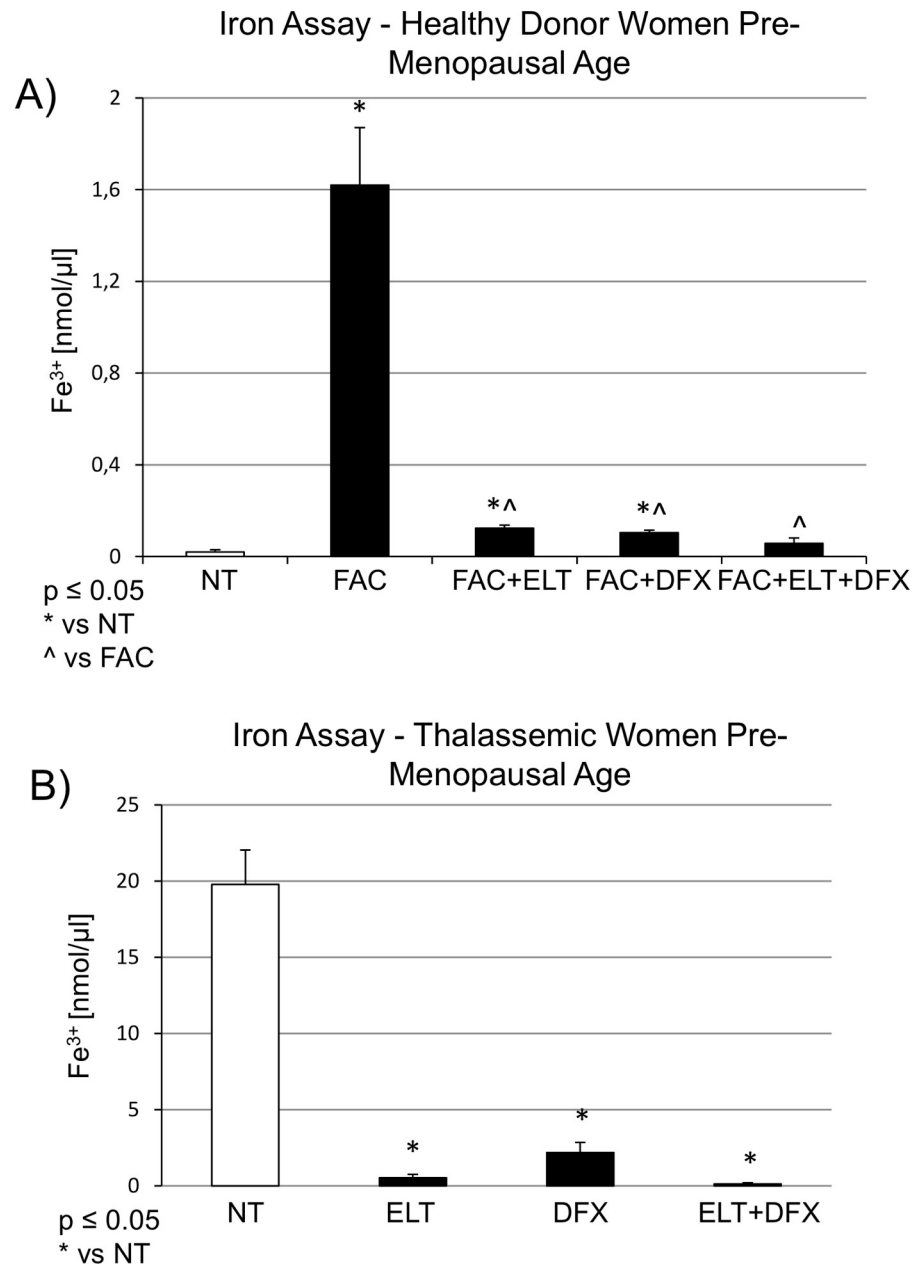 Iron Assay - Healthy Donor Women Pre-
Menopausal Age
A)
Fe³⁺ [nmol/µl]
2
1,6
1,2
0,8
0,4
0
*
*^
*^
^
NT FAC FAC+ELT FAC+DFX FAC+ELT+DFX
p ≤ 0.05
* vs NT
^ vs FAC
Iron Assay - Thalassemic Women Pre-
Menopausal Age
B)
Fe³⁺ [nmol/µl]
25
20
15
10
5
0
*
*
*
NT ELT DFX ELT+DFX
p ≤ 0.05
* vs NT